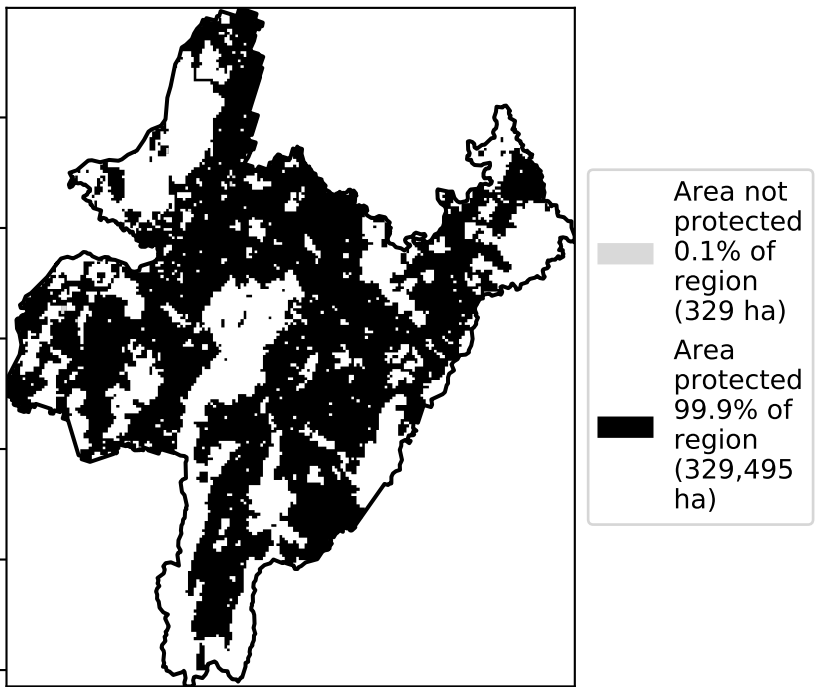 Area not
protected
0.1% of
region
(329 ha)
Area
protected
99.9% of
region
(329,495
ha)